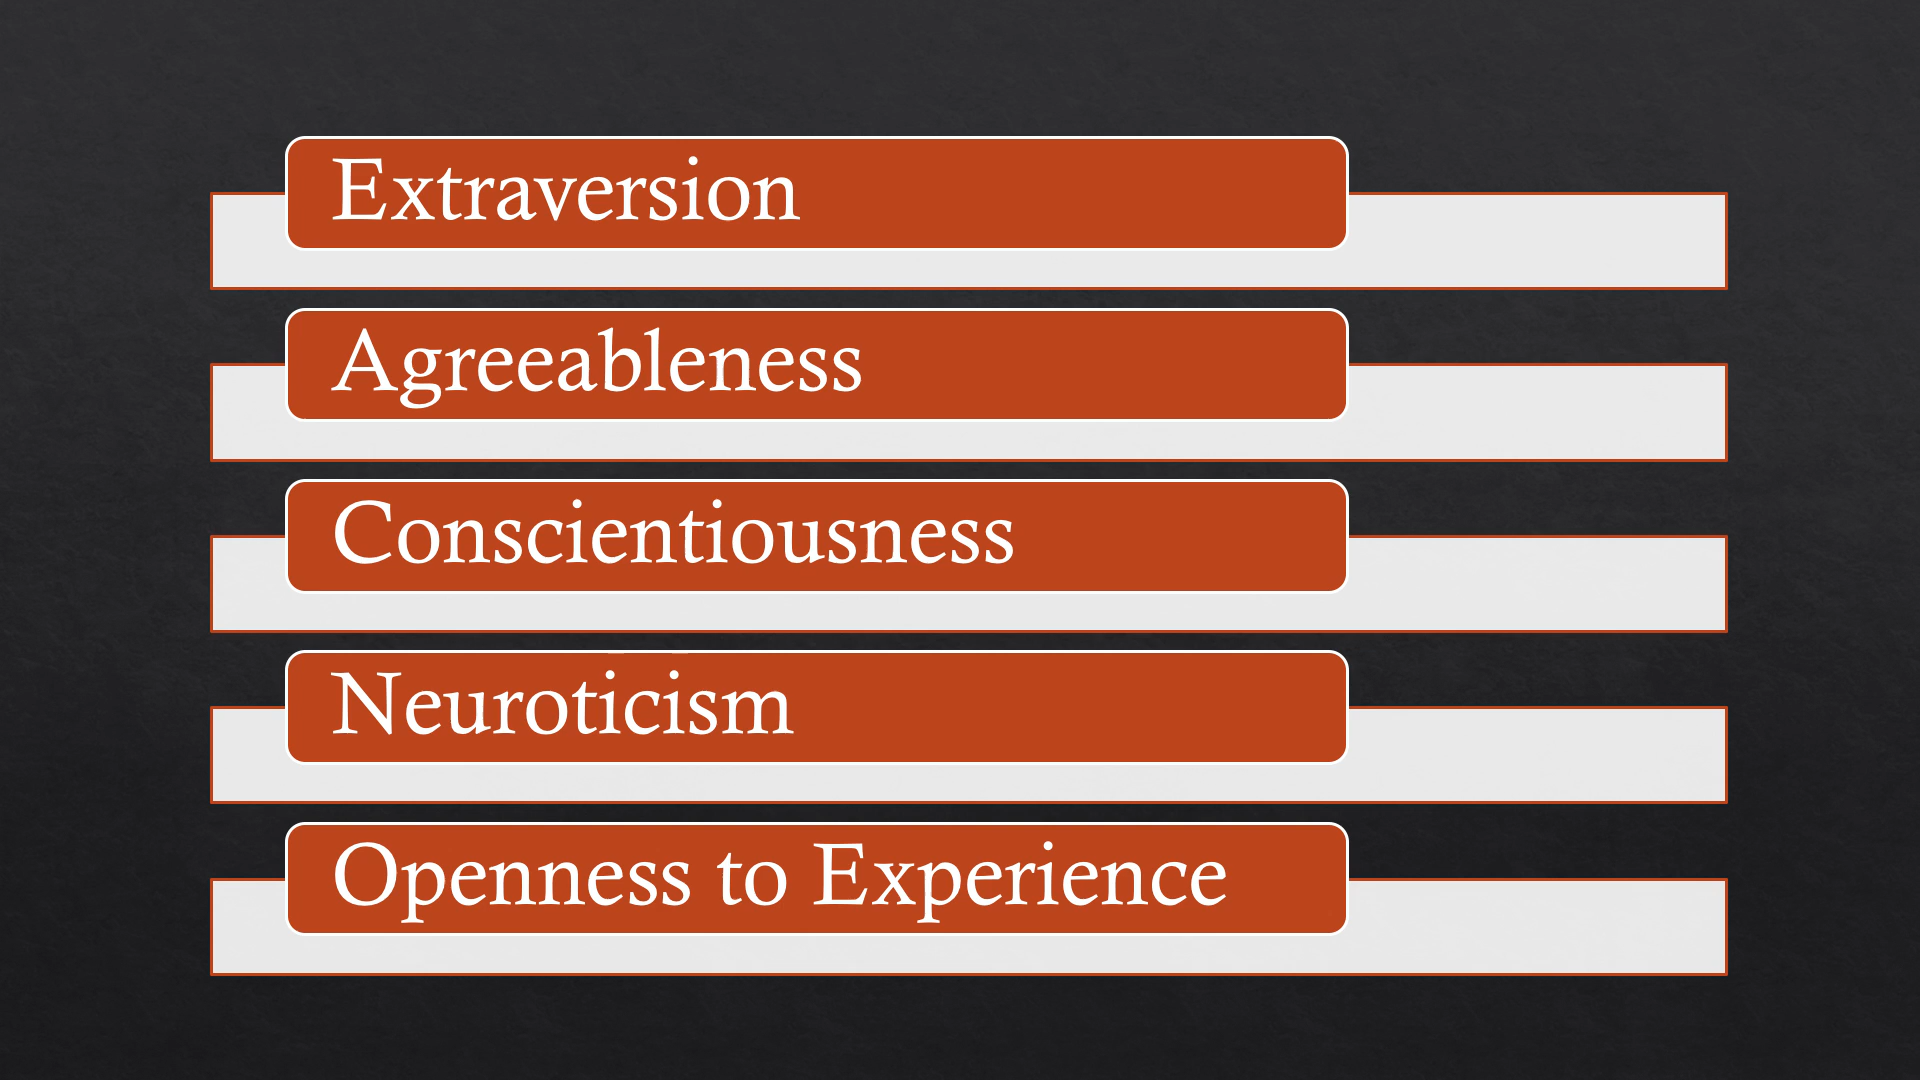 Extraversion
Agreeableness
Conscientiousness
Neuroticism
Openness to Experience